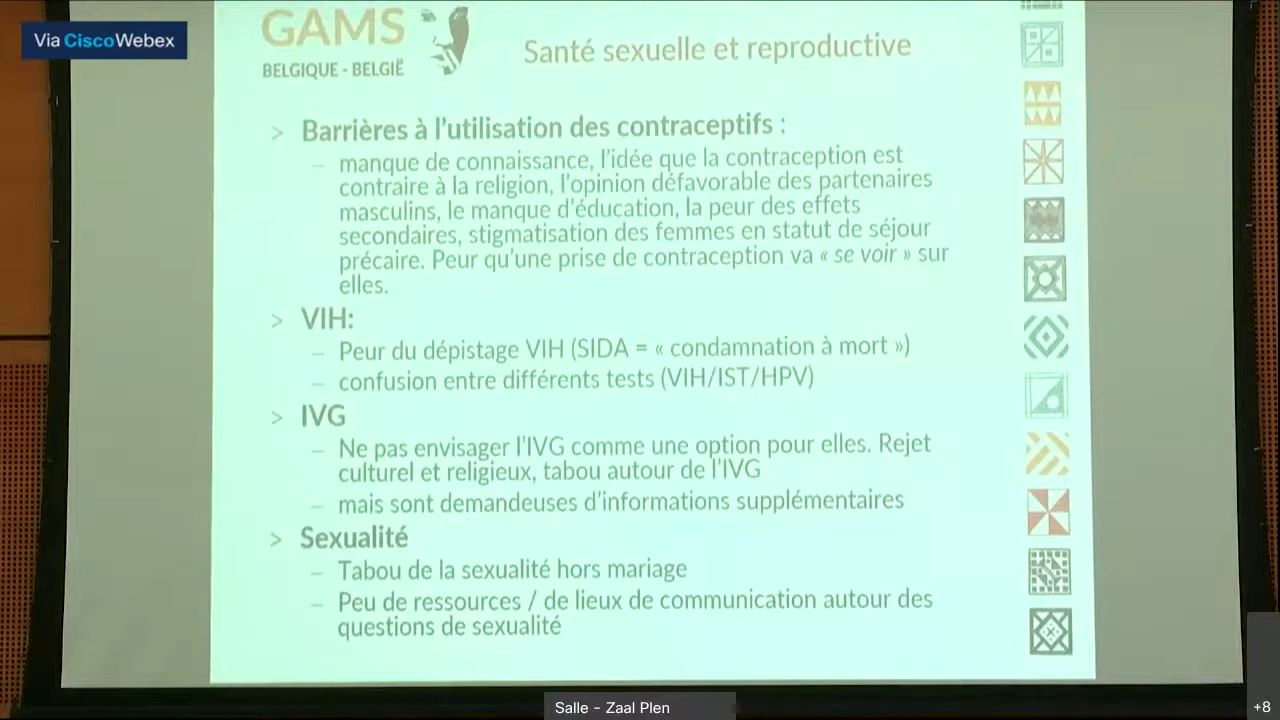 Via Cisco Webex
GAMS
BELGIQUE - BELGIË
Santé sexuelle et reproductive
> Barrières à l'utilisation des contraceptifs :
– manque de connaissance, l'idée que la contraception est
contraire à la religion, l'opinion défavorable des partenaires
masculins, le manque d'éducation, la peur des effets
secondaires, stigmatisation des femmes en statut de séjour
précaire. Peur qu'une prise de contraception va « se voir » sur
elles.
> VIH:
– Peur du dépistage VIH (SIDA = « condamnation à mort »)
– confusion entre différents tests (VIH/IST/HPV)
> IVG
– Ne pas envisager l'IVG comme une option pour elles. Rejet
culturel et religieux, tabou autour de l'IVG
– mais sont demandeuses d'informations supplémentaires
> Sexualité
– Tabou de la sexualité hors mariage
– Peu de ressources / de lieux de communication autour des
questions de sexualité
Salle - Zaal Plen
+8